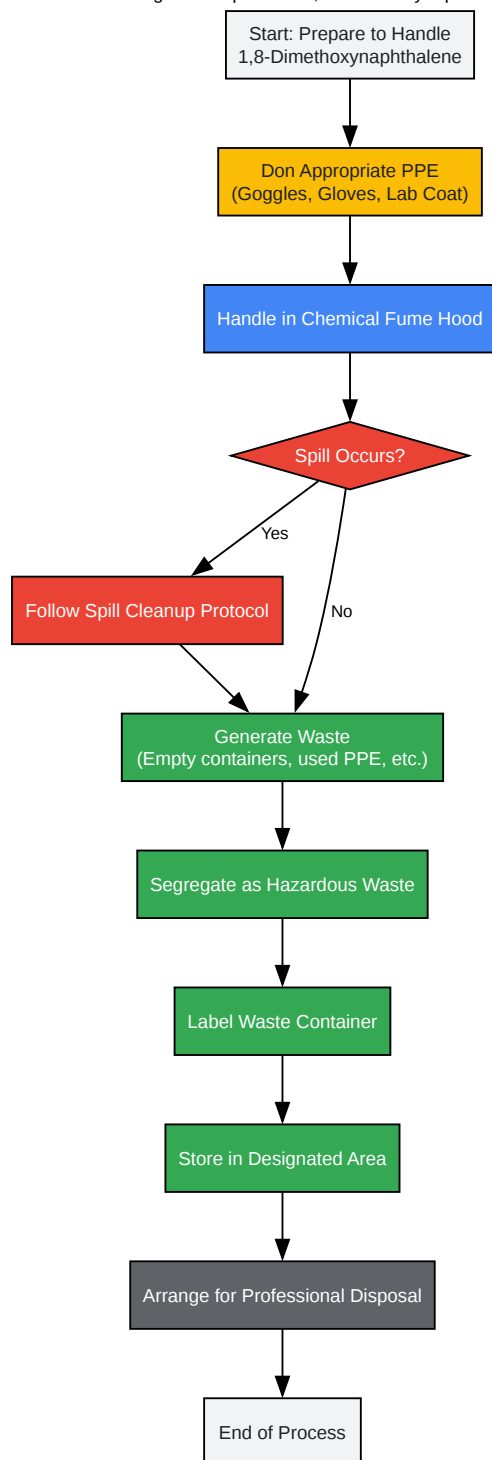 Start: Prepare to Handle
1,8-Dimethoxynaphthalene
Don Appropriate PPE
(Goggles, Gloves, Lab Coat)
Handle in Chemical Fume Hood
Spill Occurs?
Yes
Follow Spill Cleanup Protocol
No
Generate Waste
(Empty containers, used PPE, etc.)
Segregate as Hazardous Waste
Label Waste Container
Store in Designated Area
Arrange for Professional Disposal
End of Process